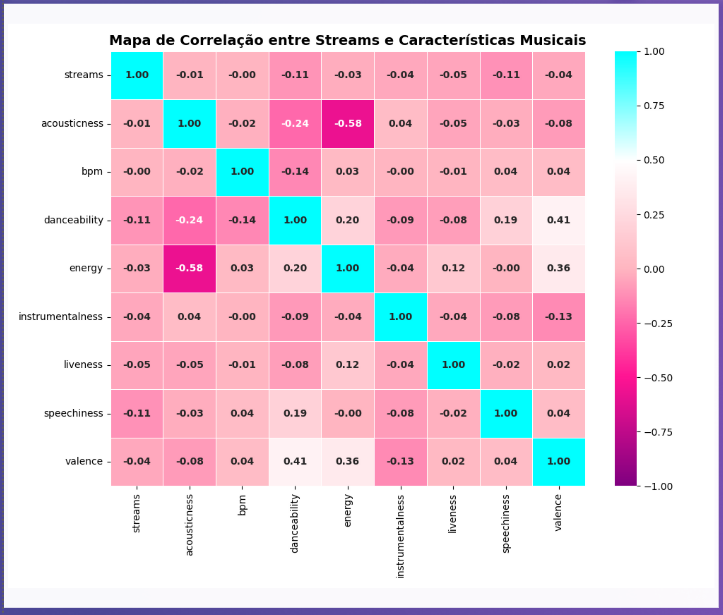 Mapa de Correlação entre Streams e Características Musicais
streams 1.00 -0.01 -0.00 -0.11 -0.03 -0.04 -0.05 -0.11 -0.04
acousticness -0.01 1.00 -0.02 -0.24 -0.58 0.04 -0.05 -0.03 -0.08
bpm -0.00 -0.02 1.00 -0.14 0.03 -0.00 -0.01 0.04 0.04
danceability -0.11 -0.24 -0.14 1.00 0.20 -0.09 -0.08 0.19 0.41
energy -0.03 -0.58 0.03 0.20 1.00 -0.04 0.12 -0.00 0.36
instrumentalness -0.04 0.04 -0.00 -0.09 -0.04 1.00 -0.04 -0.08 -0.13
liveness -0.05 -0.05 -0.01 -0.08 0.12 -0.04 1.00 -0.02 0.02
speechiness -0.11 -0.03 0.04 0.19 -0.00 -0.08 -0.02 1.00 0.04
valence -0.04 -0.08 0.04 0.41 0.36 -0.13 0.02 0.04 1.00
streams
acousticness
bpm
danceability
energy
instrumentalness
liveness
speechiness
valence
1.00
0.75
0.50
0.25
0.00
−0.25
−0.50
−0.75
−1.00